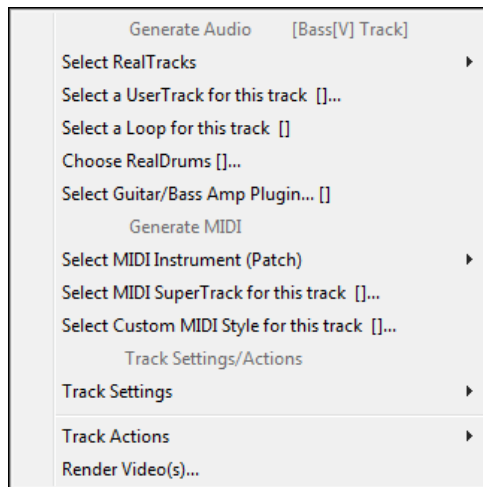 Generate Audio [Bass[V] Track]
Select RealTracks
Select a UserTrack for this track []...
Select a Loop for this track []
Choose RealDrums []...
Select Guitar/Bass Amp Plugin... []
Generate MIDI
Select MIDI Instrument (Patch)
Select MIDI SuperTrack for this track []...
Select Custom MIDI Style for this track []...
Track Settings/Actions
Track Settings
Track Actions
Render Video(s)...